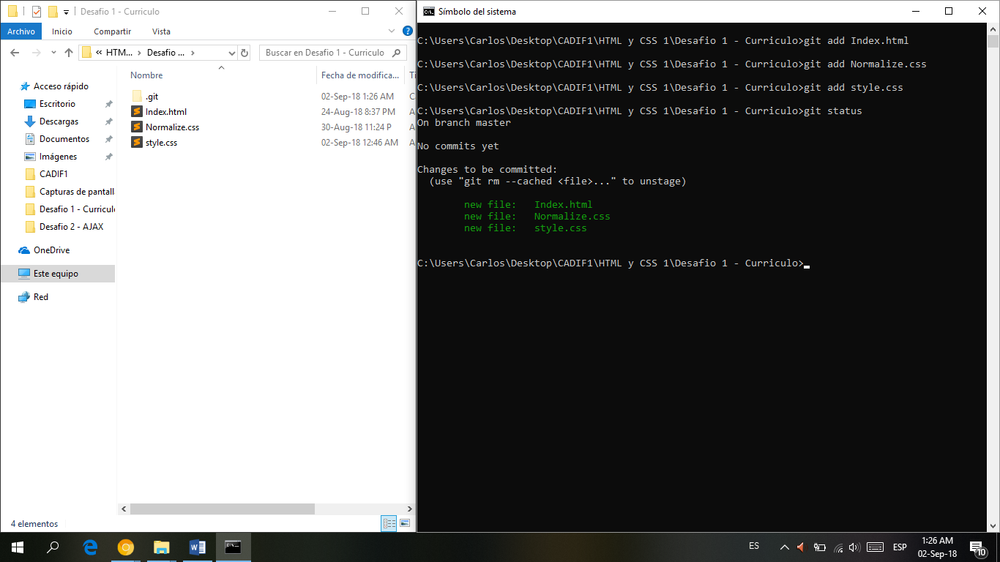 Desafio 1 - Curriculo
Archivo Inicio Compartir Vista
« HTM... › Desafio ... ›
Buscar en Desafio 1 - Curriculo
Nombre Fecha de modifica...
Acceso rápido
Escritorio
Descargas
Documentos
Imágenes
CADIF1
Capturas de pantall
Desafio 1 - Curriculo
Desafio 2 - AJAX
OneDrive
Este equipo
Red
.git 02-Sep-18 1:26 AM
Index.html 24-Aug-18 8:37 PM
Normalize.css 30-Aug-18 11:24 P
style.css 02-Sep-18 12:46 AM
4 elementos
Símbolo del sistema
C:\Users\Carlos\Desktop\CADIF1\HTML y CSS 1\Desafio 1 - Curriculo>git add Index.html
C:\Users\Carlos\Desktop\CADIF1\HTML y CSS 1\Desafio 1 - Curriculo>git add Normalize.css
C:\Users\Carlos\Desktop\CADIF1\HTML y CSS 1\Desafio 1 - Curriculo>git add style.css
C:\Users\Carlos\Desktop\CADIF1\HTML y CSS 1\Desafio 1 - Curriculo>git status
On branch master
No commits yet
Changes to be committed:
(use "git rm --cached <file>..." to unstage)
new file: Index.html
new file: Normalize.css
new file: style.css
C:\Users\Carlos\Desktop\CADIF1\HTML y CSS 1\Desafio 1 - Curriculo>
ES
ESP
1:26 AM
02-Sep-18
10